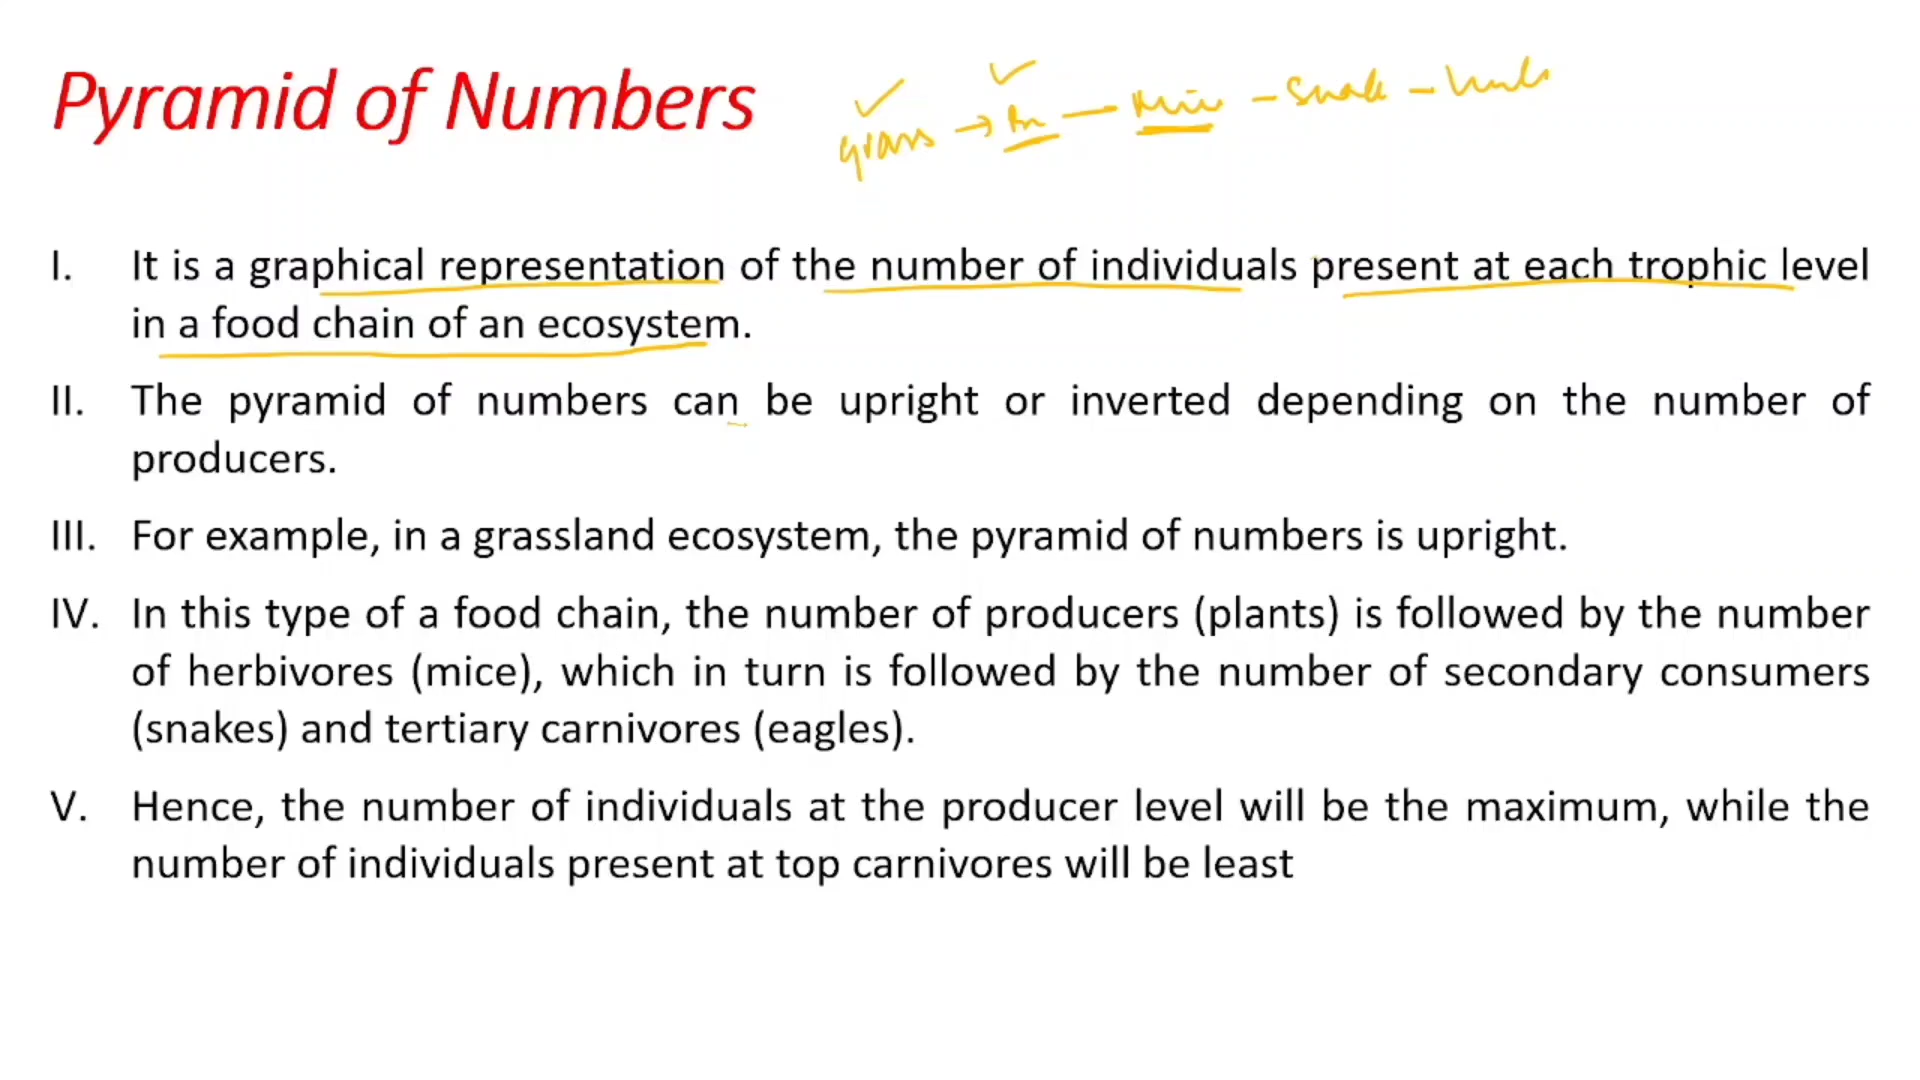 Pyramid of Numbers
grass → — Mice – Snak –
I. It is a graphical representation of the number of individuals present at each trophic level
in a food chain of an ecosystem.
II. The pyramid of numbers can be upright or inverted depending on the number of
producers.
III. For example, in a grassland ecosystem, the pyramid of numbers is upright.
IV. In this type of a food chain, the number of producers (plants) is followed by the number
of herbivores (mice), which in turn is followed by the number of secondary consumers
(snakes) and tertiary carnivores (eagles).
V. Hence, the number of individuals at the producer level will be the maximum, while the
number of individuals present at top carnivores will be least